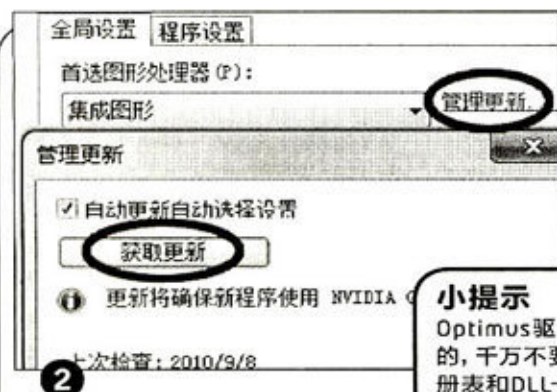 全局设置 程序设置
首选图形处理器(P):
集成图形
管理更新
管理更新
自动更新自动选择设置
获取更新
更新将确保新程序使用 NVIDIA
上次检查: 2010/9/8
2
小提示
Optimus驱
的, 千万不要
册表和DLL